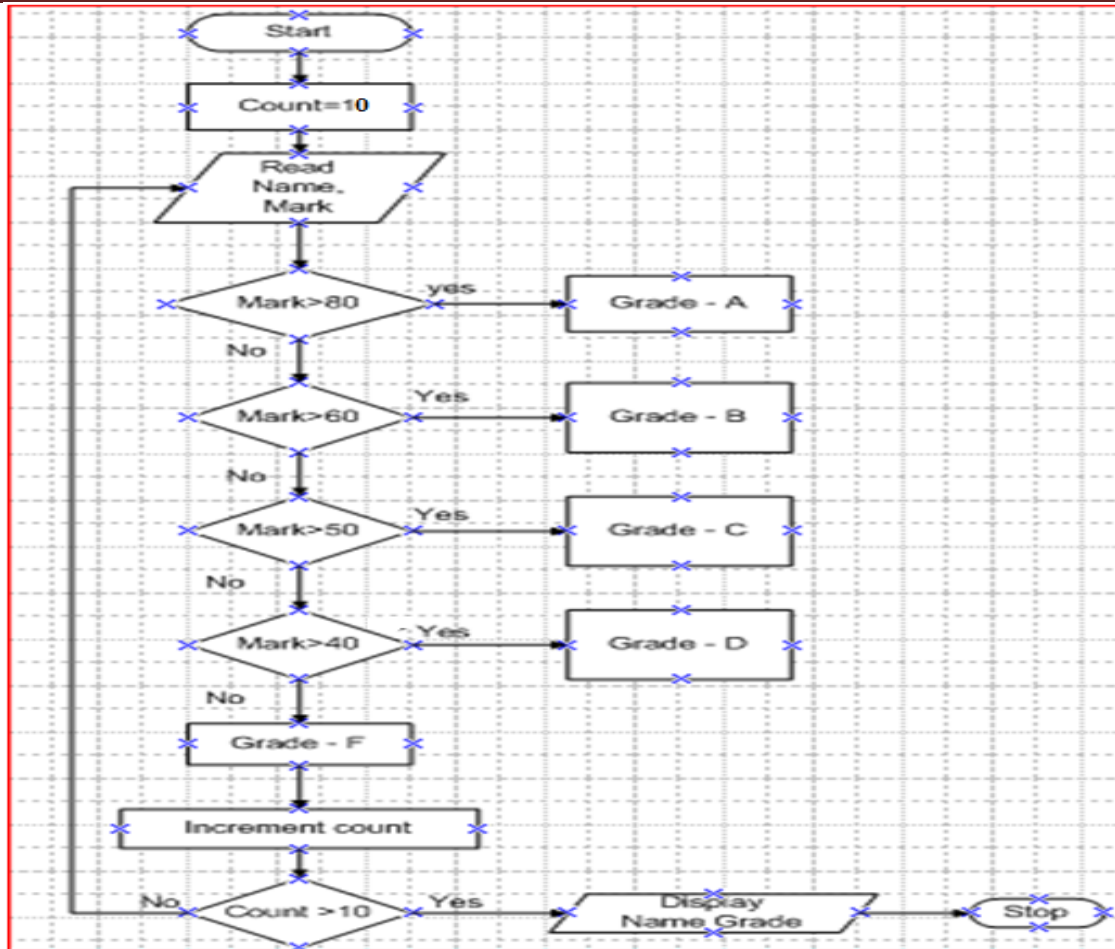 Start
Count=10
Read
Name,
Mark
Mark>80
yes
Grade - A
No
Mark>60
Yes
Grade - B
No
Mark>50
Yes
Grade - C
No
Mark>40
Yes
Grade - D
No
Grade - F
Increment count
No
Count >10
Yes
Display
Name Grade
Stop